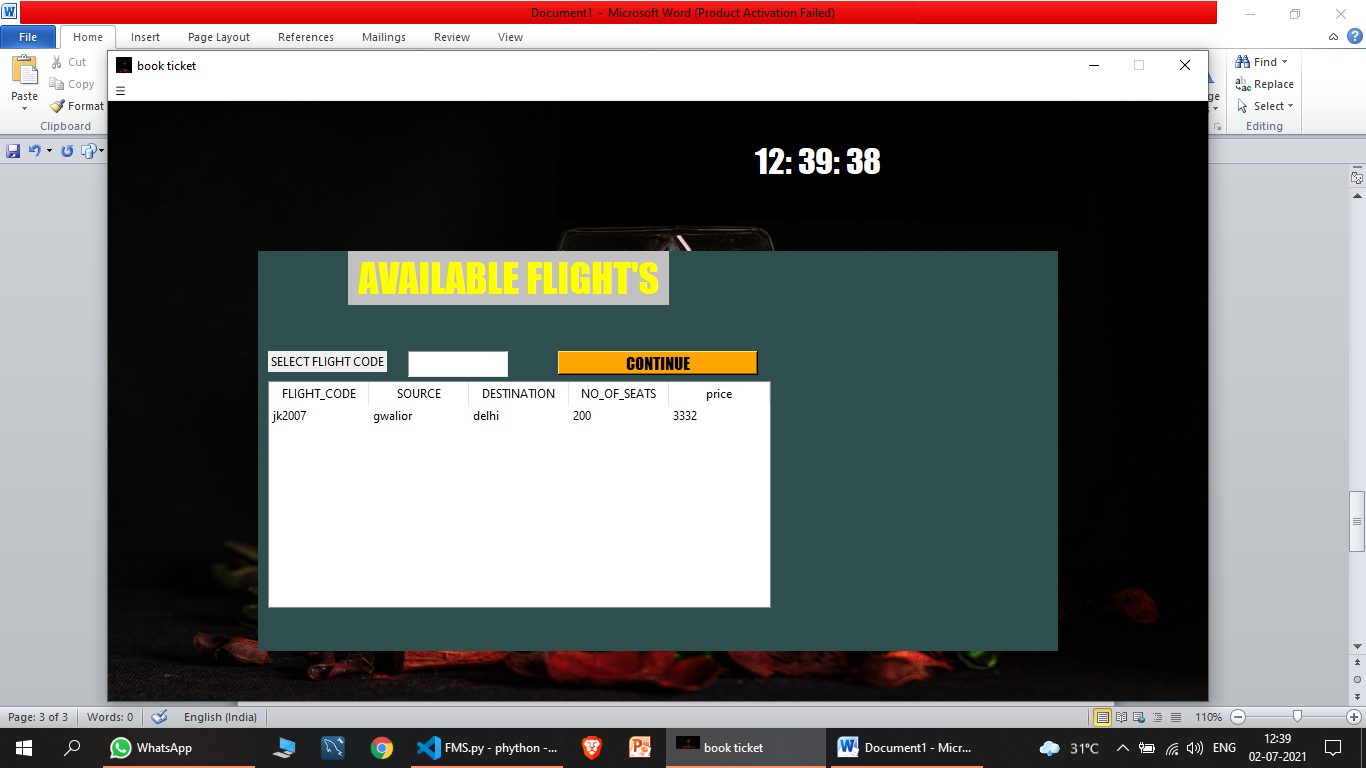 Document1 - Microsoft Word (Product Activation Failed)
File Home Insert Page Layout References Mailings Review View
Paste
Cut
Copy
Format
Clipboard
book ticket
12: 39: 38
AVAILABLE FLIGHT'S
SELECT FLIGHT CODE
CONTINUE
FLIGHT_CODE SOURCE DESTINATION NO_OF_SEATS price
jk2007 gwalior delhi 200 3332
ge
Find
Replace
Select
Editing
Page: 3 of 3 Words: 0 English (India) 110%
WhatsApp FMS.py - phython -... book ticket Document1 - Micr... 31°C ENG
12:39
02-07-2021